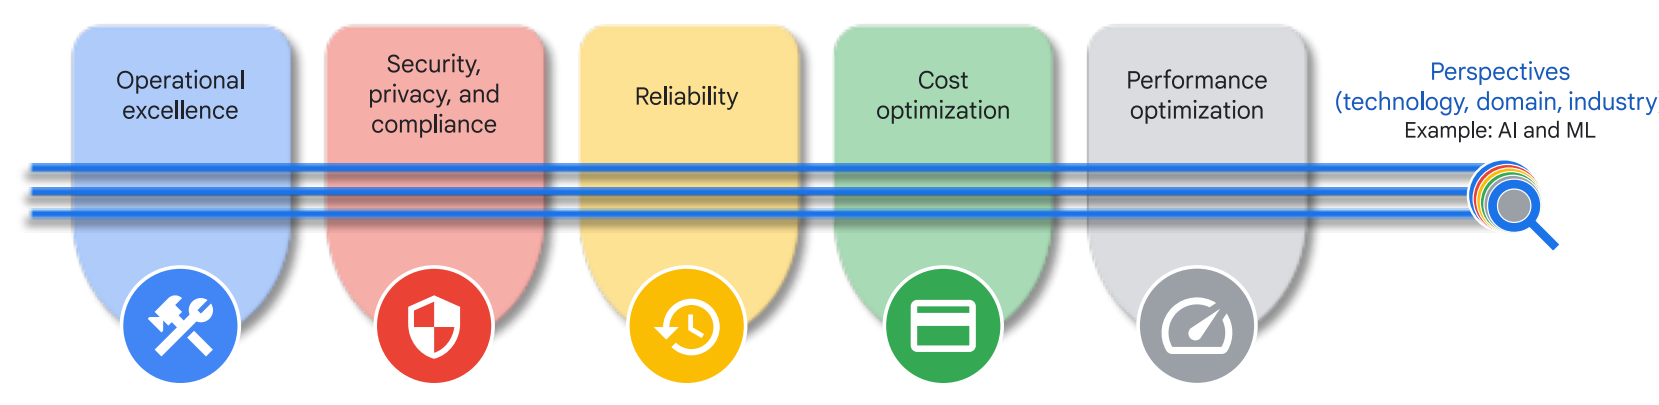 Operational
excellence
Security,
privacy, and
compliance
Reliability
Cost
optimization
Performance
optimization
Perspectives
(technology, domain, industry)
Example: AI and ML